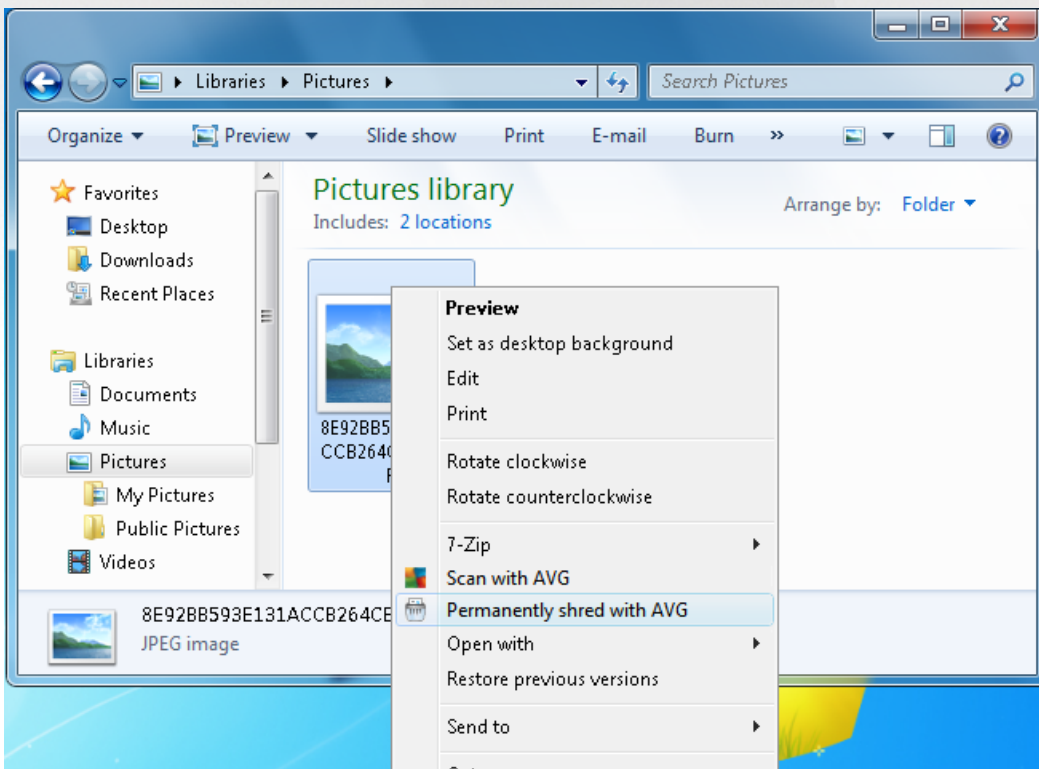 Libraries Pictures
Search Pictures
Organize Preview Slide show Print E-mail Burn »
Favorites
Desktop
Downloads
Recent Places
Libraries
Documents
Music
Pictures
My Pictures
Public Pictures
Videos
Pictures library
Includes: 2 locations
Arrange by: Folder
8E92BB5
Preview
Set as desktop background
Edit
Print
Rotate clockwise
Rotate counterclockwise
7-Zip
Scan with AVG
Permanently shred with AVG
Open with
Restore previous versions
Send to
8E92BB593E131ACCB264CE
JPEG image